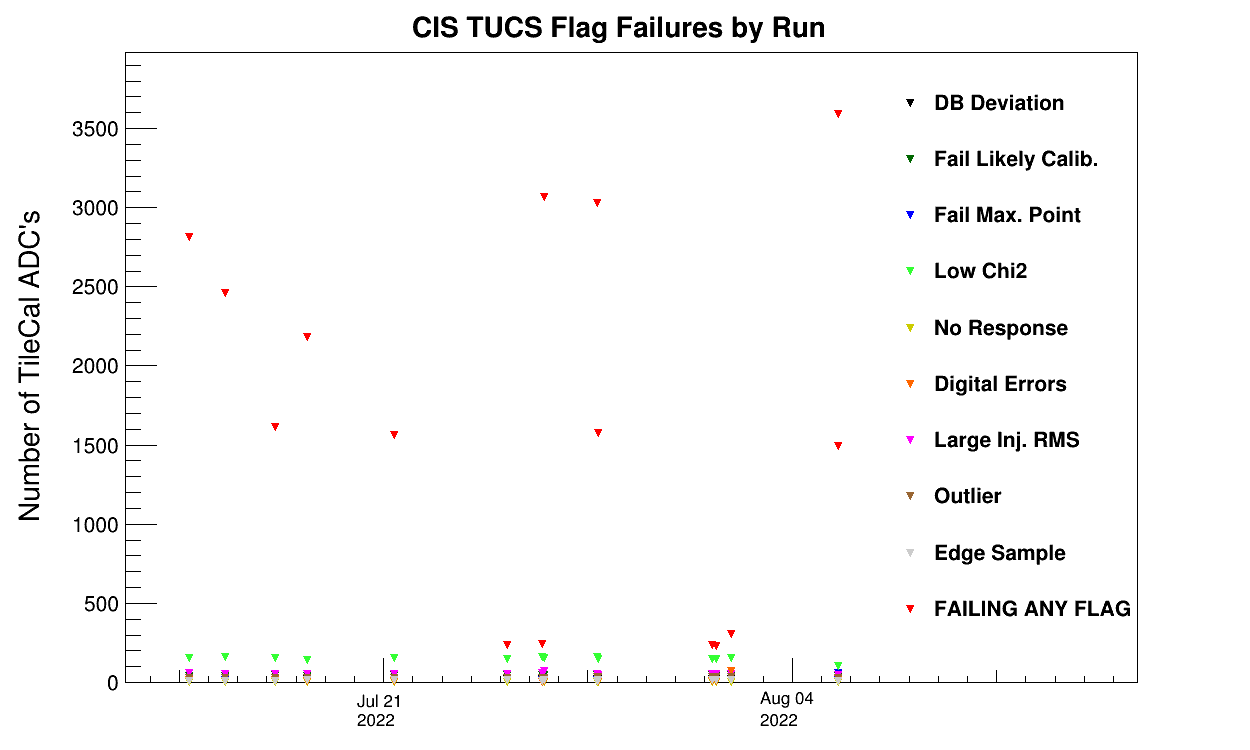 CIS TUCS Flag Failures by Run
Number of TileCal ADC's
3500
3000
2500
2000
1500
1000
500
0
Jul 21
2022
Aug 04
2022
DB Deviation
Fail Likely Calib.
Fail Max. Point
Low Chi2
No Response
Digital Errors
Large Inj. RMS
Outlier
Edge Sample
FAILING ANY FLAG